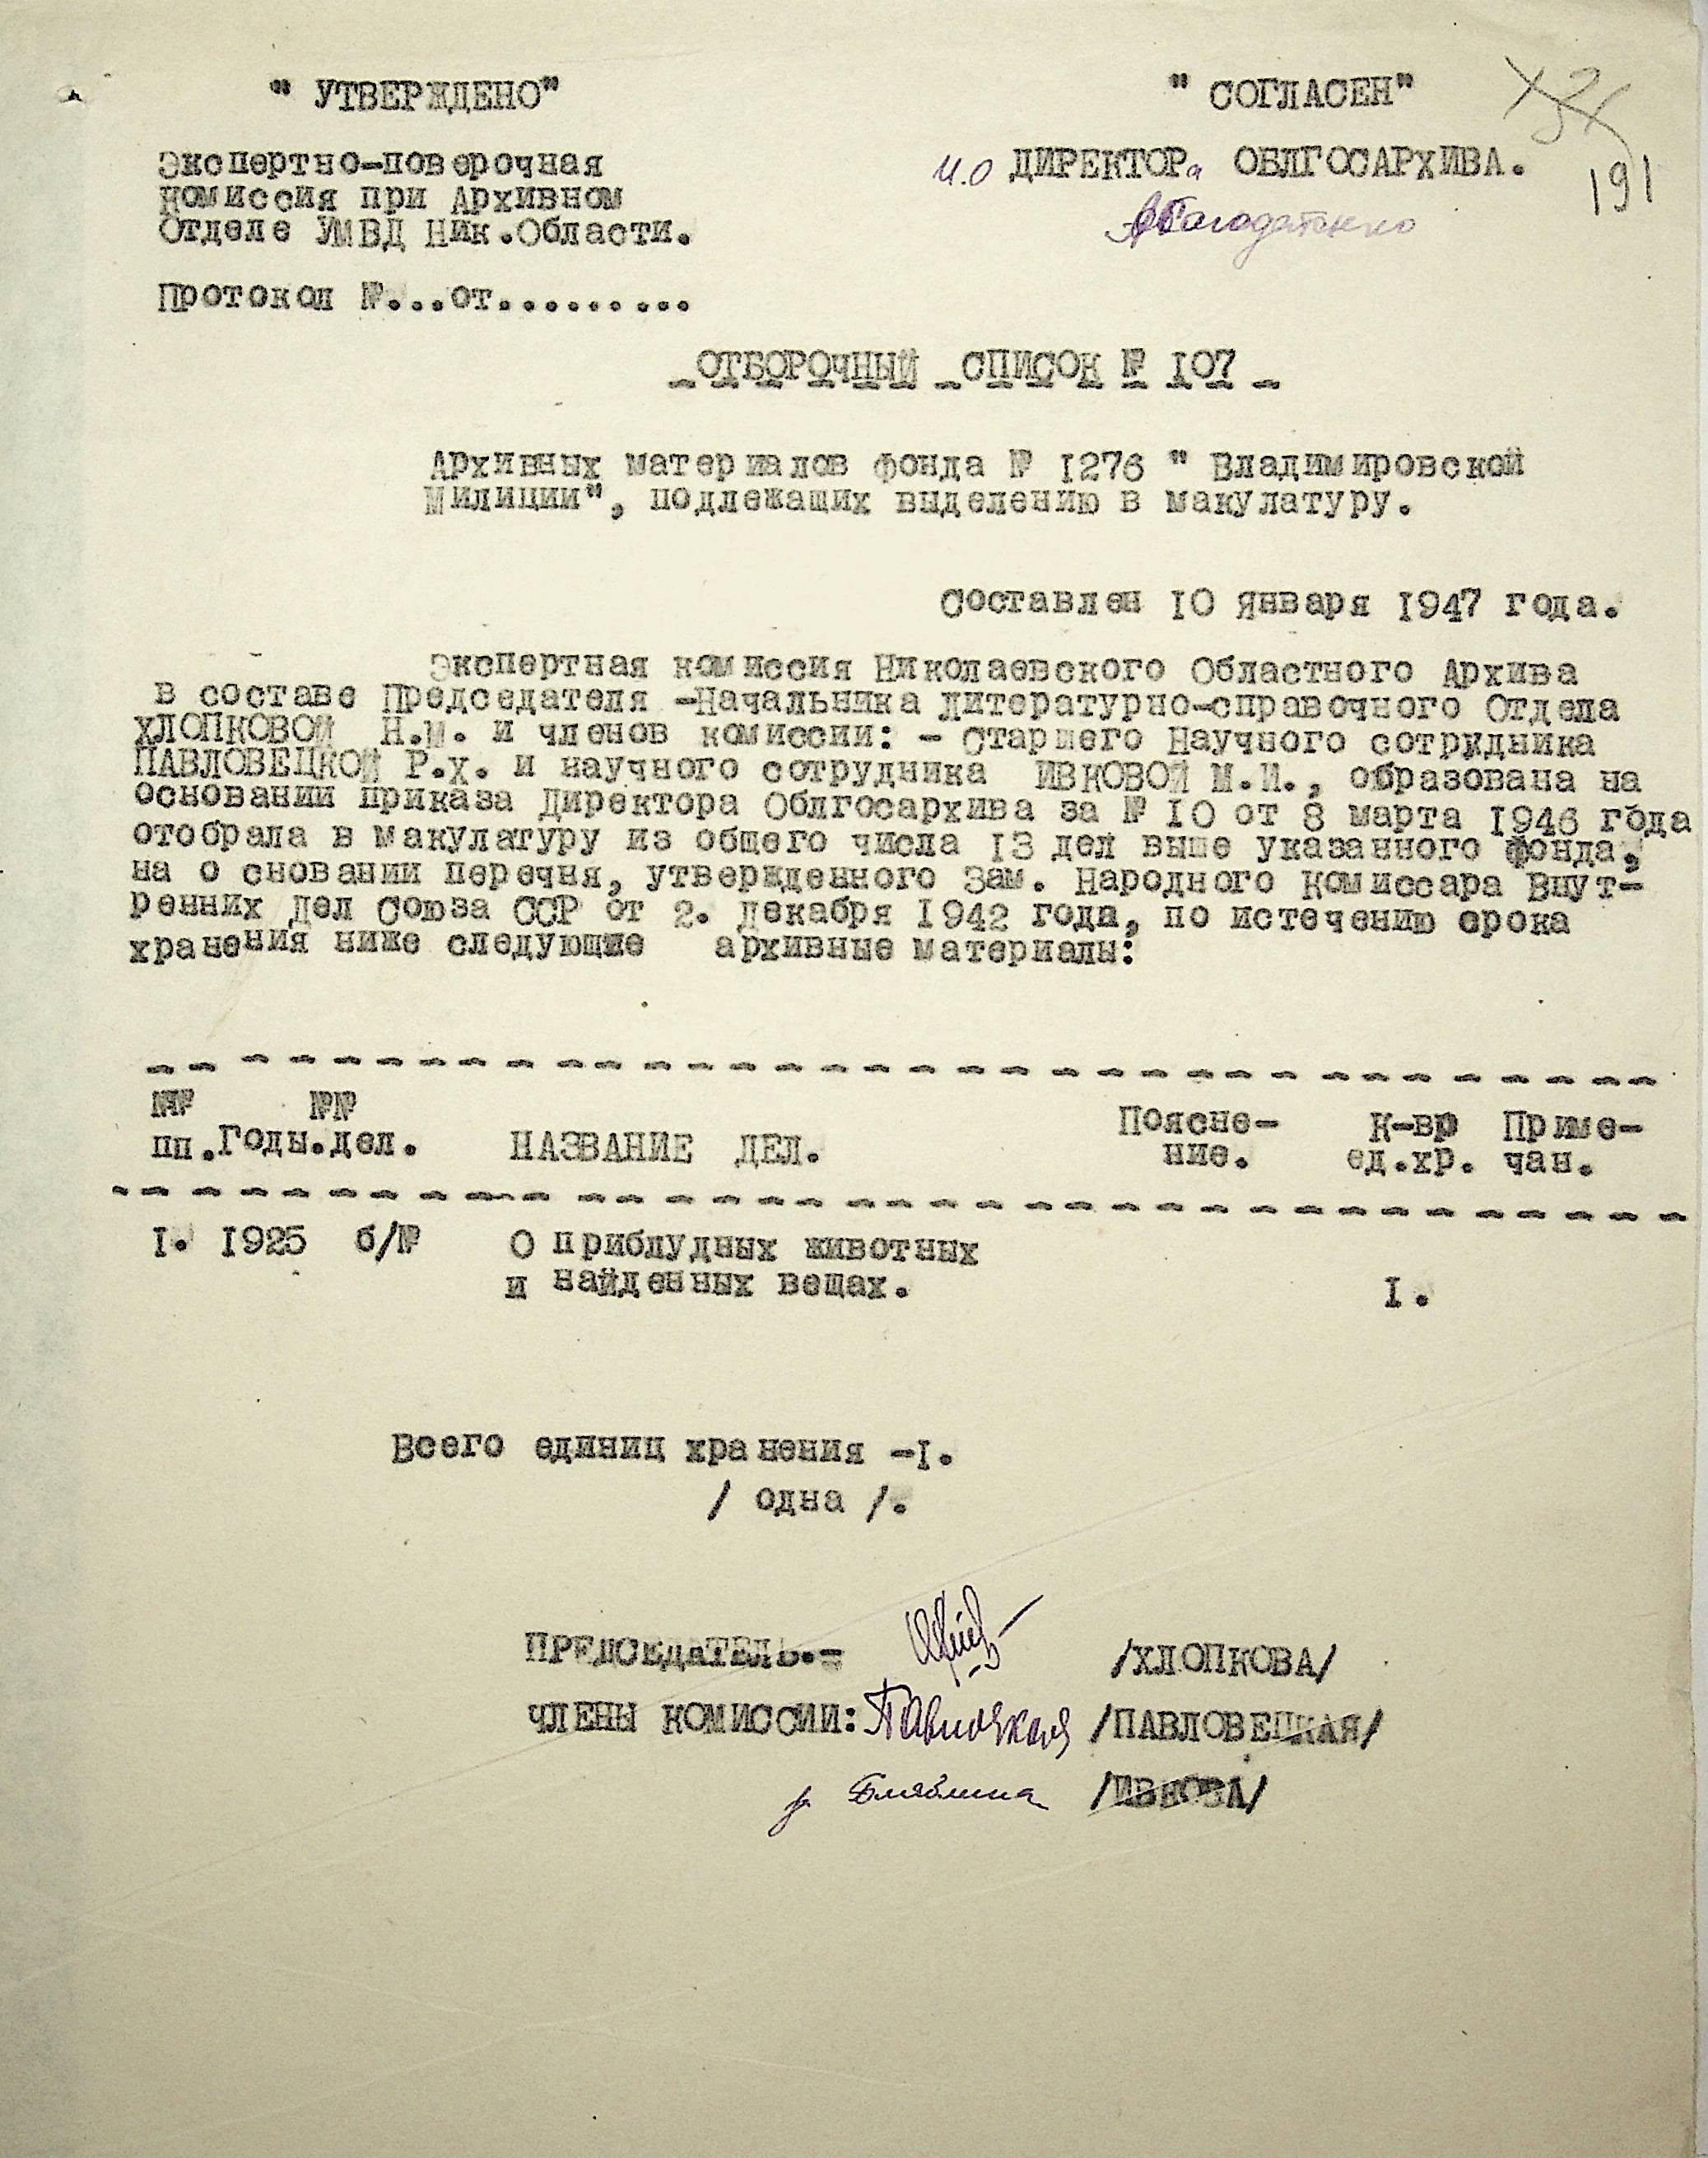 " УТВЕРЖДЕНО"
Экспертно-поверочная
комиссия при Архивном
Отделе УМВД Ник.Области.
Протокол №...от.........
" СОГЛАСЕН"
И.О ДИРЕКТОРа ОБЛГОСАРХИВА.
191
ОТБОРОЧНЫЙ СПИСОК № 107
Архивных материалов фонда № 1276 " Владимировской
Милиции", подлежащих выделению в макулатуру.
Составлен 10 Января 1947 года.
Экспертная комиссия Николаевского Областного Архива
в составе Председателя -Начальника Литературно-справочного Отдела
ХЛОПКОВОЙ Н.М. и членов комиссии: - Старшего Научного сотрудника
ПАВЛОВЕЦКОЙ Р.Х. и научного сотрудника ИВКОВОЙ М.И., образована на
основании приказа Директора Облгосархива за № 10 от 8 марта 1946 года
отобрала в макулатуру из общего числа 13 дел выше указанного фонда,
на о сновании перечня, утвержденного Зам. Народного Комиссара Внут-
ренних Дел Союза ССР от 2. Декабря 1942 года, по истечению срока
хранения ниже следующие архивные материалы:
№№ №№ Поясне- К-вр Приме-
пп.Годы.дел. НАЗВАНИЕ ДЕЛ. ние. ед.хр. чан.
1. 1925 б/№ О приблудных животных
и найденных вещах. 1.
Всего единиц хранения -1.
/ одна /.
ПРЕДСЕДАТЕЛЬ.- /ХЛОПКОВА/
ЧЛЕНЫ КОМИССИИ: /ПАВЛОВЕЦКАЯ/
/ИВКОВА/